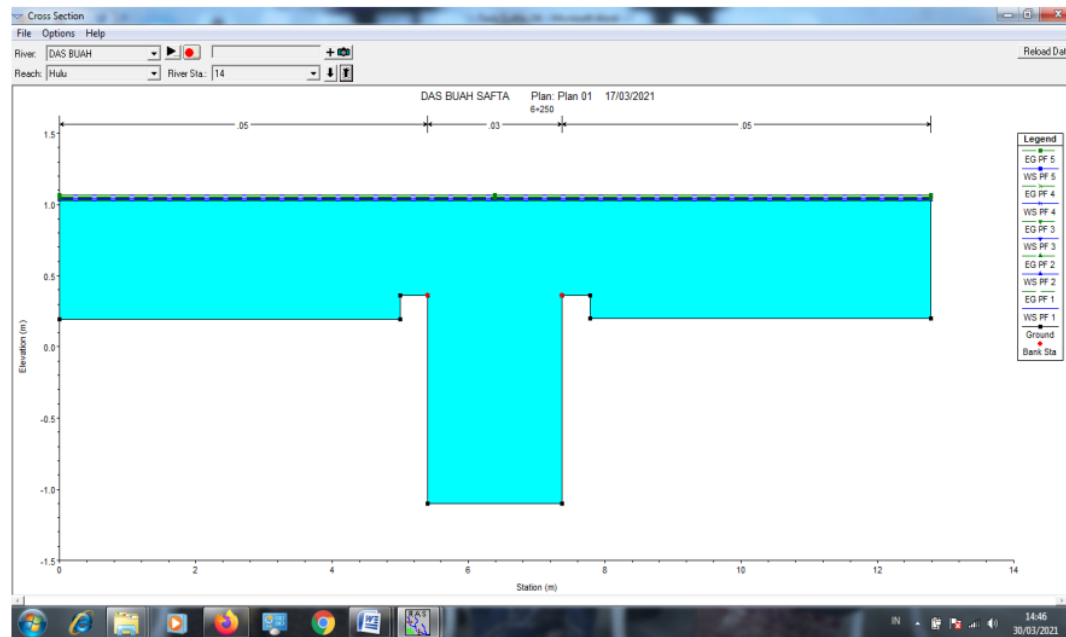 Cross Section
File Options Help
River: DAS BUAH
Reload Dat
Reach: Hulu River Sta.: 14
DAS BUAH SAFTA Plan: Plan 01 17/03/2021
6+250
.05 .03 .05
Legend
EG PF 5
WS PF 5
EG PF 4
WS PF 4
EG PF 3
WS PF 3
EG PF 2
WS PF 2
EG PF 1
WS PF 1
Ground
Bank Sta
1.5
1.0
0.5
0.0
-0.5
-1.0
-1.5
Elevation (m)
0 2 4 6 8 10 12 14
Station (m)
RAS
IN
14:46
30/03/2021